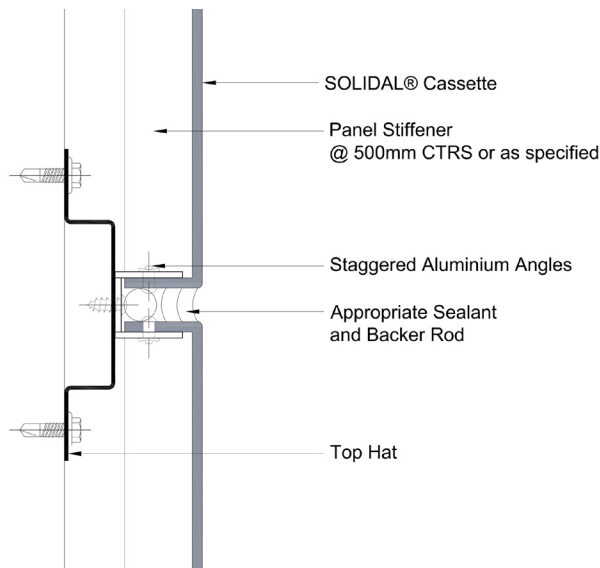 SOLIDAL® Cassette
Panel Stiffener
@ 500mm CTRS or as specified
Staggered Aluminium Angles
Appropriate Sealant
and Backer Rod
Top Hat